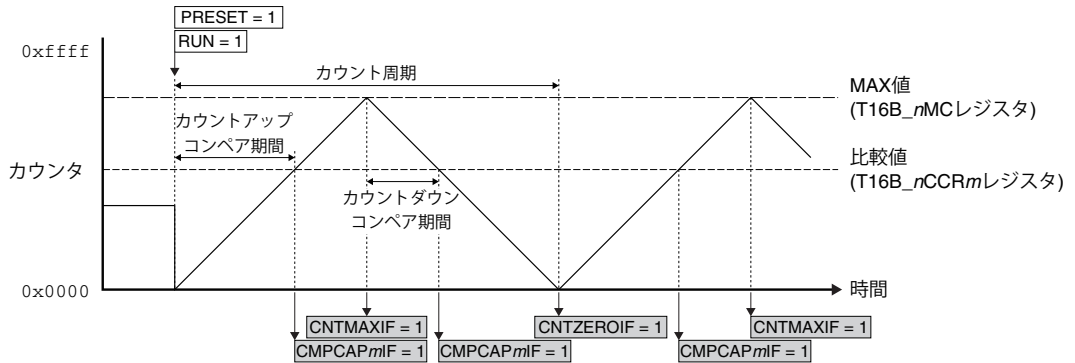 PRESET = 1
RUN = 1
0xffff
カウント周期
MAX値
(T16B_nMCレジスタ)
カウントアップ
コンペア期間
カウンタ
比較値
(T16B_nCCRmレジスタ)
カウントダウン
コンペア期間
0x0000
時間
CNTMAXIF = 1
CNTZEROIF = 1
CNTMAXIF = 1
CMPCAPmIF = 1
CMPCAPmIF = 1
CMPCAPmIF = 1